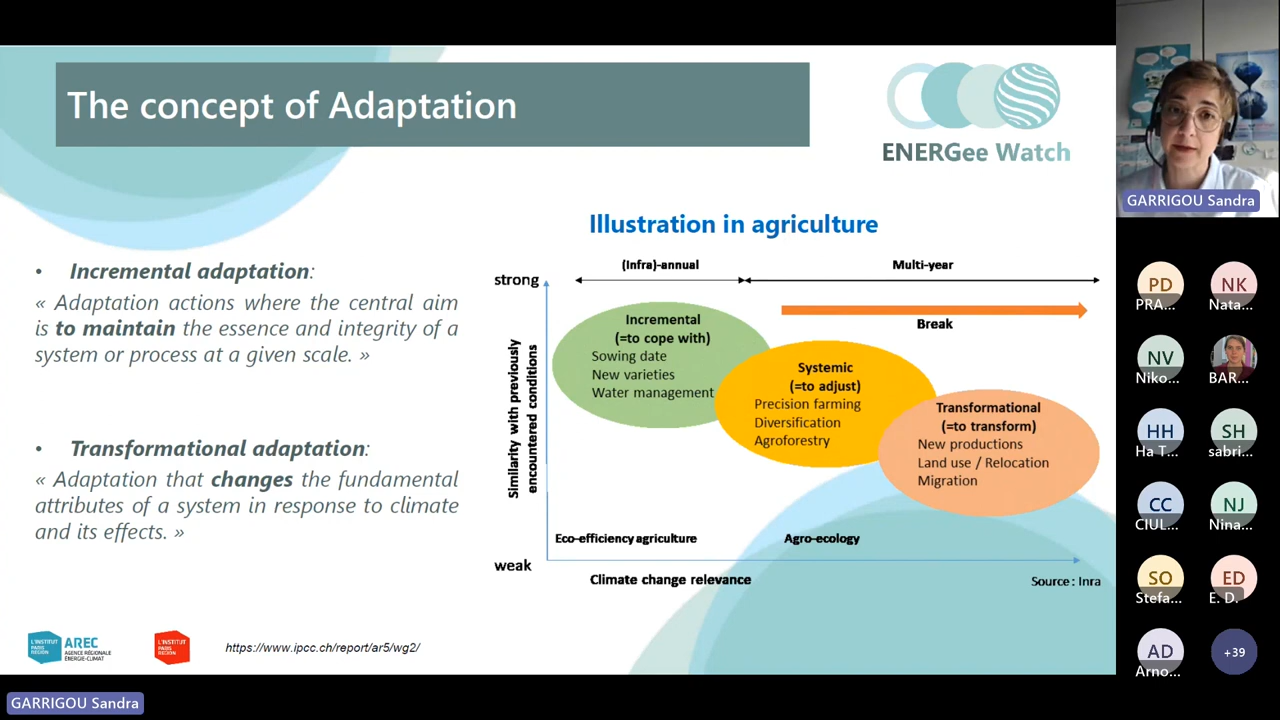 The concept of Adaptation
ENERGee Watch
• Incremental adaptation:
« Adaptation actions where the central aim
is to maintain the essence and integrity of a
system or process at a given scale. »
• Transformational adaptation:
« Adaptation that changes the fundamental
attributes of a system in response to climate
and its effects. »
Illustration in agriculture
(Infra)-annual
Multi-year
strong
Break
Similarity with previously
encountered conditions
Incremental
(=to cope with)
Sowing date
New varieties
Water management
Systemic
(=to adjust)
Precision farming
Diversification
Agroforestry
Transformational
(=to transform)
New productions
Land use / Relocation
Migration
Eco-efficiency agriculture
Agro-ecology
weak
Climate change relevance
Source : Inra
L'INSTITUT
PARIS
REGION
AREC
AGENCE RÉGIONALE
ÉNERGIE-CLIMAT
L'INSTITUT
PARIS
REGION
https://www.ipcc.ch/report/ar5/wg2/
GARRIGOU Sandra
GARRIGOU Sandra
PD
PRA...
NK
Nata...
NV
Niko...
BAR...
HH
Ha T...
SH
sabri...
CC
CIUL...
NJ
Nina...
SO
Stefa...
ED
E. D.
AD
Arno...
+39